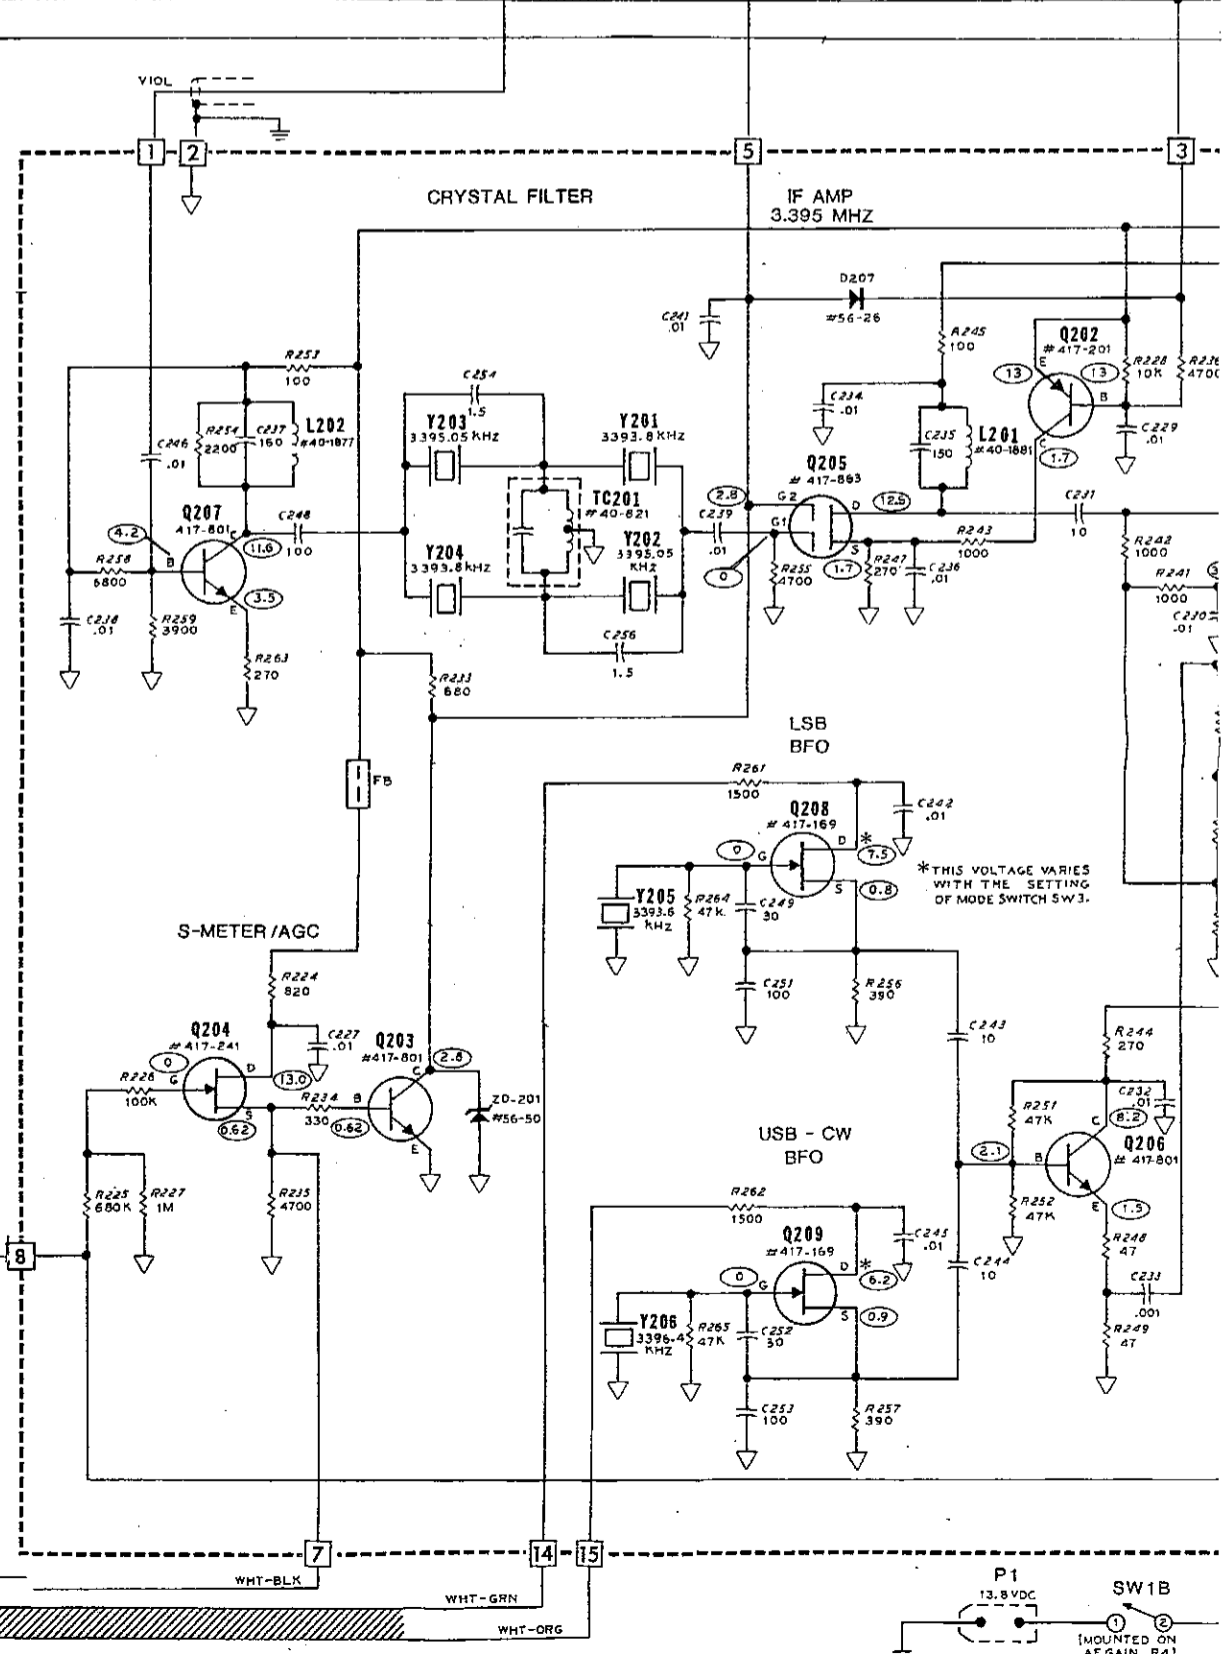 VIOL
1
2
5
3
CRYSTAL FILTER
IF AMP
3.395 MHZ
D207
#56-26
C241
.01
R245
100
Q202
#417-201
E
13
13
R228
10K
R236
4700
B
C
1.7
C229
.01
R253
100
C254
1.5
C234
.01
R254
2200
C237
160
L202
#40-1877
C246
.01
Y203
3395.05 KHZ
Y201
3393.8 KHZ
C235
150
L201
#40-1881
Q205
# 417-863
TC201
#40-821
2.8
G2
D
12.5
C231
10
Q207
417-801
C248
100
4.2
C
11.6
C239
.01
G1
S
R243
1000
R242
1000
R258
6800
B
Y204
3393.8 KHZ
Y202
3395.05
KHZ
0
R255
4700
1.7
R247
270
C236
.01
R241
1000
C230
.01
E
3.5
C238
.01
R259
3900
R263
270
C256
1.5
R233
680
LSB
BFO
FB
R261
1500
C242
.01
Q208
# 417-169
0
G
D
*
7.5
S
0.8
*THIS VOLTAGE VARIES
WITH THE SETTING
OF MODE SWITCH SW3.
Y205
3393.6
KHZ
R264
47K
C249
30
S-METER/AGC
C251
100
R256
390
R224
820
C227
.01
C243
10
R244
270
Q204
#417-241
Q203
#417-801
0
G
D
13.0
C
2.8
R226
100K
S
0.62
R234
330
B
0.62
E
ZD-201
#56-50
R251
47K
C232
.01
C
8.2
Q206
# 417-801
USB - CW
BFO
2.1
B
E
1.5
R225
680K
R227
1M
R235
4700
R262
1500
R252
47K
8
Q209
#417-169
C245
.01
C244
10
R248
47
0
G
D
*
6.2
S
0.9
C233
.001
Y206
3396.4
KHZ
R265
47K
C252
30
R249
47
C253
100
R257
390
7
14
15
WHT-BLK
WHT-GRN
WHT-ORG
P1
13.8VDC
SW1B
1
2
[MOUNTED ON
AF GAIN, R4]